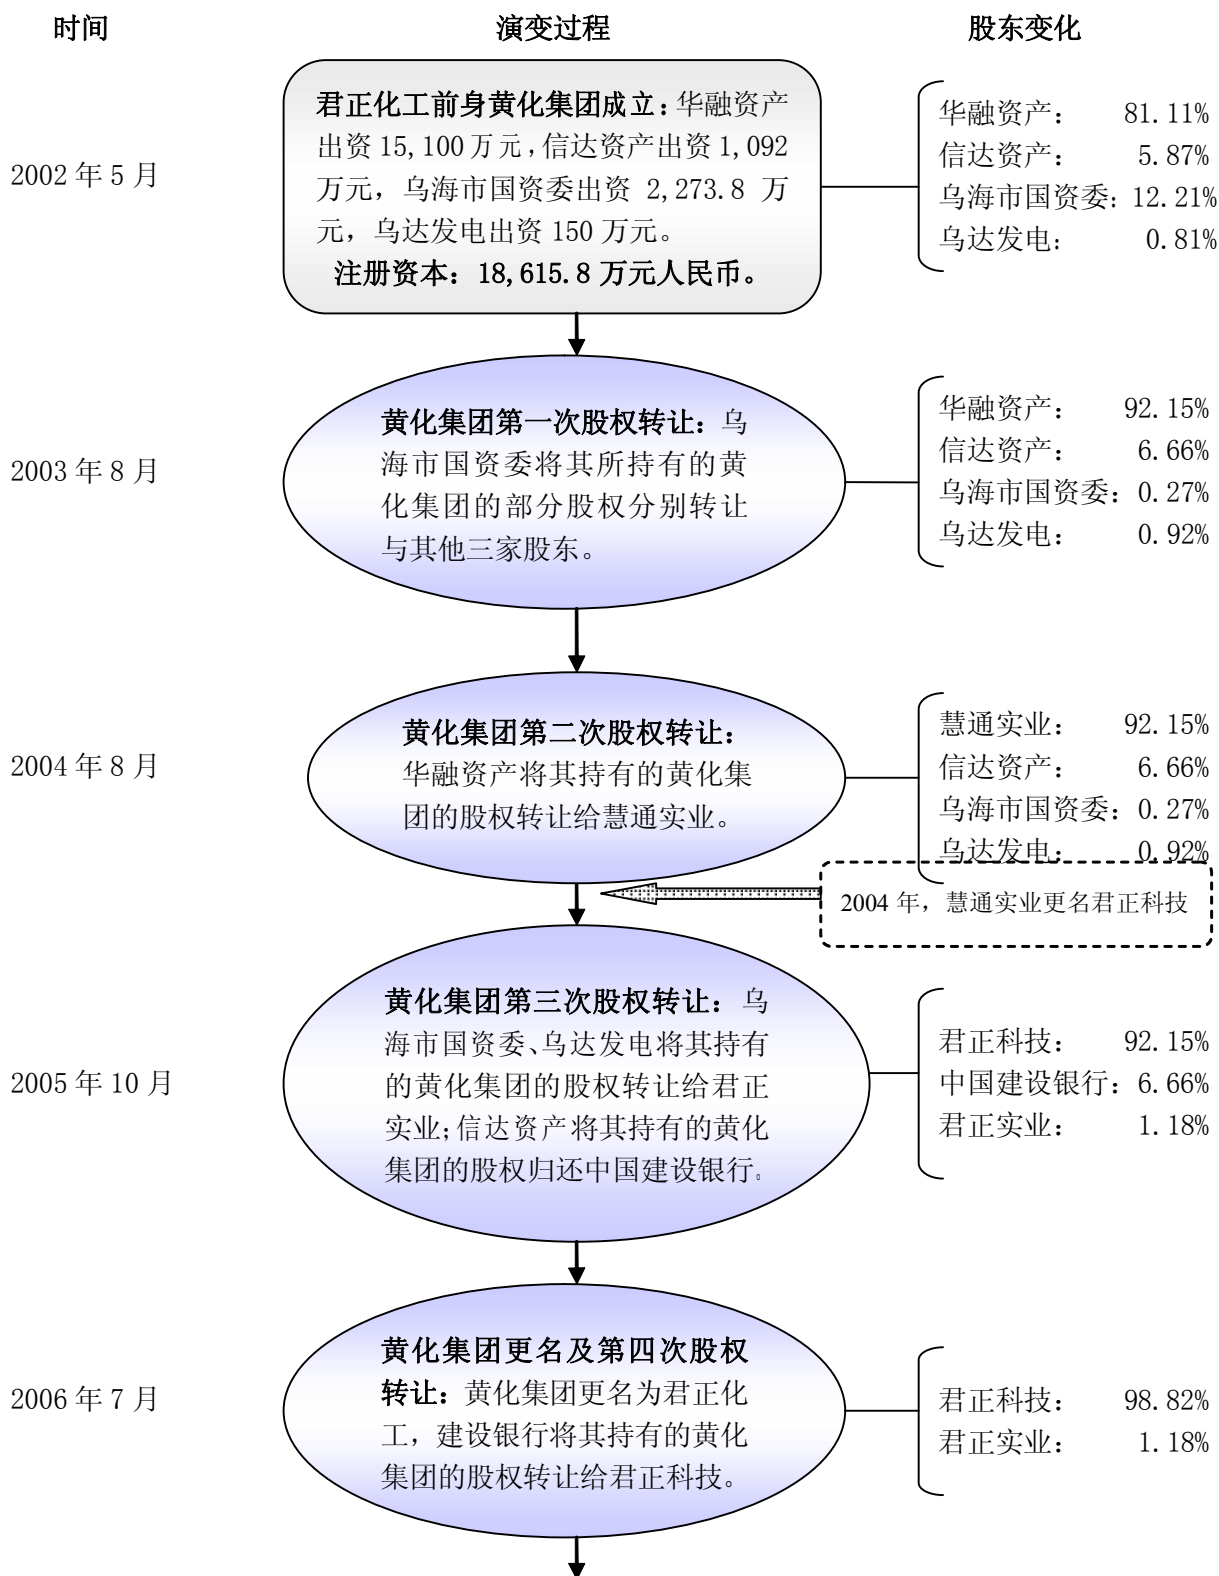 时间 演变过程 股东变化
君正化工前身黄化集团成立：华融资产
出资 15,100 万元，信达资产出资 1,092
万元，乌海市国资委出资 2,273.8 万
元，乌达发电出资 150 万元。
注册资本：18,615.8 万元人民币。
2002 年 5 月
华融资产： 81.11%
信达资产： 5.87%
乌海市国资委：12.21%
乌达发电： 0.81%
黄化集团第一次股权转让：乌
海市国资委将其所持有的黄
化集团的部分股权分别转让
与其他三家股东。
2003 年 8 月
华融资产： 92.15%
信达资产： 6.66%
乌海市国资委：0.27%
乌达发电： 0.92%
黄化集团第二次股权转让：
华融资产将其持有的黄化集
团的股权转让给慧通实业。
2004 年 8 月
慧通实业： 92.15%
信达资产： 6.66%
乌海市国资委：0.27%
乌达发电： 0.92%
2004 年，慧通实业更名君正科技
黄化集团第三次股权转让：乌
海市国资委、乌达发电将其持有
的黄化集团的股权转让给君正
实业；信达资产将其持有的黄化
集团的股权归还中国建设银行。
2005 年 10 月
君正科技： 92.15%
中国建设银行：6.66%
君正实业： 1.18%
黄化集团更名及第四次股权
转让：黄化集团更名为君正化
工，建设银行将其持有的黄化
集团的股权转让给君正科技。
2006 年 7 月
君正科技： 98.82%
君正实业： 1.18%